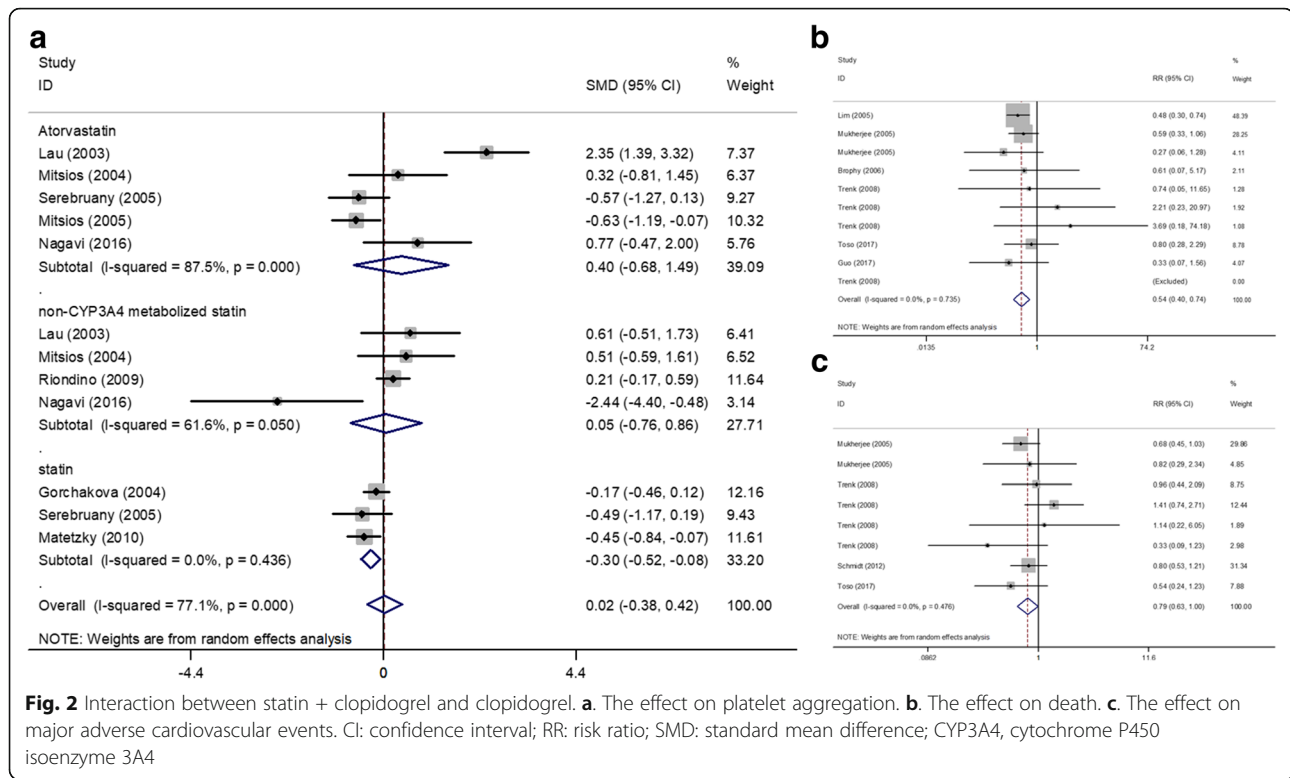 a
Study %
ID SMD (95% CI) Weight
Atorvastatin
Lau (2003) 2.35 (1.39, 3.32) 7.37
Mitsios (2004) 0.32 (-0.81, 1.45) 6.37
Serebruany (2005) -0.57 (-1.27, 0.13) 9.27
Mitsios (2005) -0.63 (-1.19, -0.07) 10.32
Nagavi (2016) 0.77 (-0.47, 2.00) 5.76
Subtotal (I-squared = 87.5%, p = 0.000) 0.40 (-0.68, 1.49) 39.09
.
non-CYP3A4 metabolized statin
Lau (2003) 0.61 (-0.51, 1.73) 6.41
Mitsios (2004) 0.51 (-0.59, 1.61) 6.52
Riondino (2009) 0.21 (-0.17, 0.59) 11.64
Nagavi (2016) -2.44 (-4.40, -0.48) 3.14
Subtotal (I-squared = 61.6%, p = 0.050) 0.05 (-0.76, 0.86) 27.71
.
statin
Gorchakova (2004) -0.17 (-0.46, 0.12) 12.16
Serebruany (2005) -0.49 (-1.17, 0.19) 9.43
Matetzky (2010) -0.45 (-0.84, -0.07) 11.61
Subtotal (I-squared = 0.0%, p = 0.436) -0.30 (-0.52, -0.08) 33.20
.
Overall (I-squared = 77.1%, p = 0.000) 0.02 (-0.38, 0.42) 100.00
NOTE: Weights are from random effects analysis
-4.4 0 4.4
b
Study %
ID RR (95% CI) Weight
Lim (2005) 0.48 (0.30, 0.74) 48.39
Mukherjee (2005) 0.59 (0.33, 1.06) 28.25
Mukherjee (2005) 0.27 (0.06, 1.28) 4.11
Brophy (2006) 0.61 (0.07, 5.17) 2.11
Trenk (2008) 0.74 (0.05, 11.65) 1.28
Trenk (2008) 2.21 (0.23, 20.97) 1.92
Trenk (2008) 3.69 (0.18, 74.18) 1.08
Toso (2017) 0.80 (0.28, 2.29) 8.78
Guo (2017) 0.33 (0.07, 1.56) 4.07
Trenk (2008) (Excluded) 0.00
Overall (I-squared = 0.0%, p = 0.735) 0.54 (0.40, 0.74) 100.00
NOTE: Weights are from random effects analysis
.0135 1 74.2
c
Study %
ID RR (95% CI) Weight
Mukherjee (2005) 0.68 (0.45, 1.03) 29.86
Mukherjee (2005) 0.82 (0.29, 2.34) 4.85
Trenk (2008) 0.96 (0.44, 2.09) 8.75
Trenk (2008) 1.41 (0.74, 2.71) 12.44
Trenk (2008) 1.14 (0.22, 6.05) 1.89
Trenk (2008) 0.33 (0.09, 1.23) 2.98
Schmidt (2012) 0.80 (0.53, 1.21) 31.34
Toso (2017) 0.54 (0.24, 1.23) 7.88
Overall (I-squared = 0.0%, p = 0.476) 0.79 (0.63, 1.00) 100.00
NOTE: Weights are from random effects analysis
.0862 1 11.6
Fig. 2 Interaction between statin + clopidogrel and clopidogrel. a. The effect on platelet aggregation. b. The effect on death. c. The effect on
major adverse cardiovascular events. CI: confidence interval; RR: risk ratio; SMD: standard mean difference; CYP3A4, cytochrome P450
isoenzyme 3A4